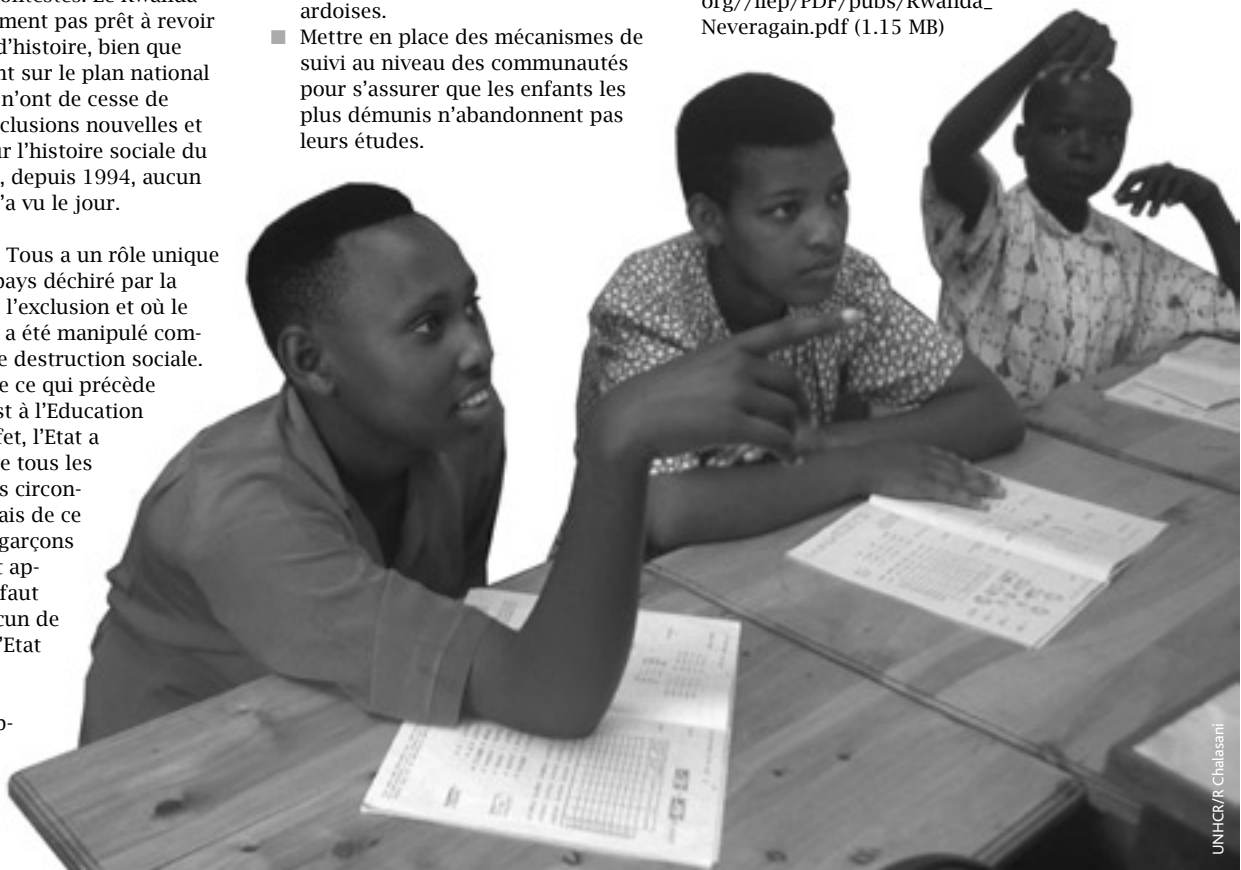 ontestés. Le Rwanda
ment pas prêt à revoir
d'histoire, bien que
nt sur le plan national
n'ont de cesse de
clusions nouvelles et
ur l'histoire sociale du
, depuis 1994, aucun
'a vu le jour.
Tous a un rôle unique
pays déchiré par la
l'exclusion et où le
a été manipulé com-
e destruction sociale.
e ce qui précède
st à l'Education
fet, l'Etat a
e tous les
s circon-
ais de ce
garçons
t ap-
faut
cun de
'Etat
p-
ardoises.
■ Mettre en place des mécanismes de
suivi au niveau des communautés
pour s'assurer que les enfants les
plus démunis n'abandonnent pas
leurs études.
org//iiep/PDF/pubs/Rwanda_
Neveragain.pdf (1.15 MB)
UNHCR/R Chalasani